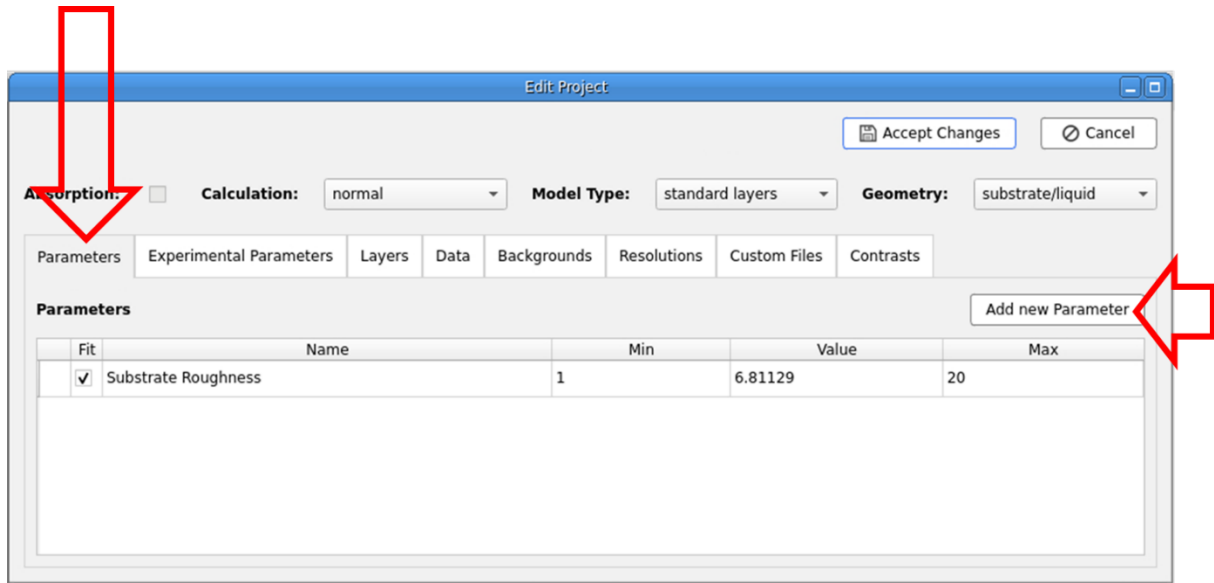 Edit Project
Accept Changes Cancel
Absorption: Calculation: normal Model Type: standard layers Geometry: substrate/liquid
Parameters Experimental Parameters Layers Data Backgrounds Resolutions Custom Files Contrasts
Parameters Add new Parameter
Fit Name Min Value Max
Substrate Roughness 1 6.81129 20